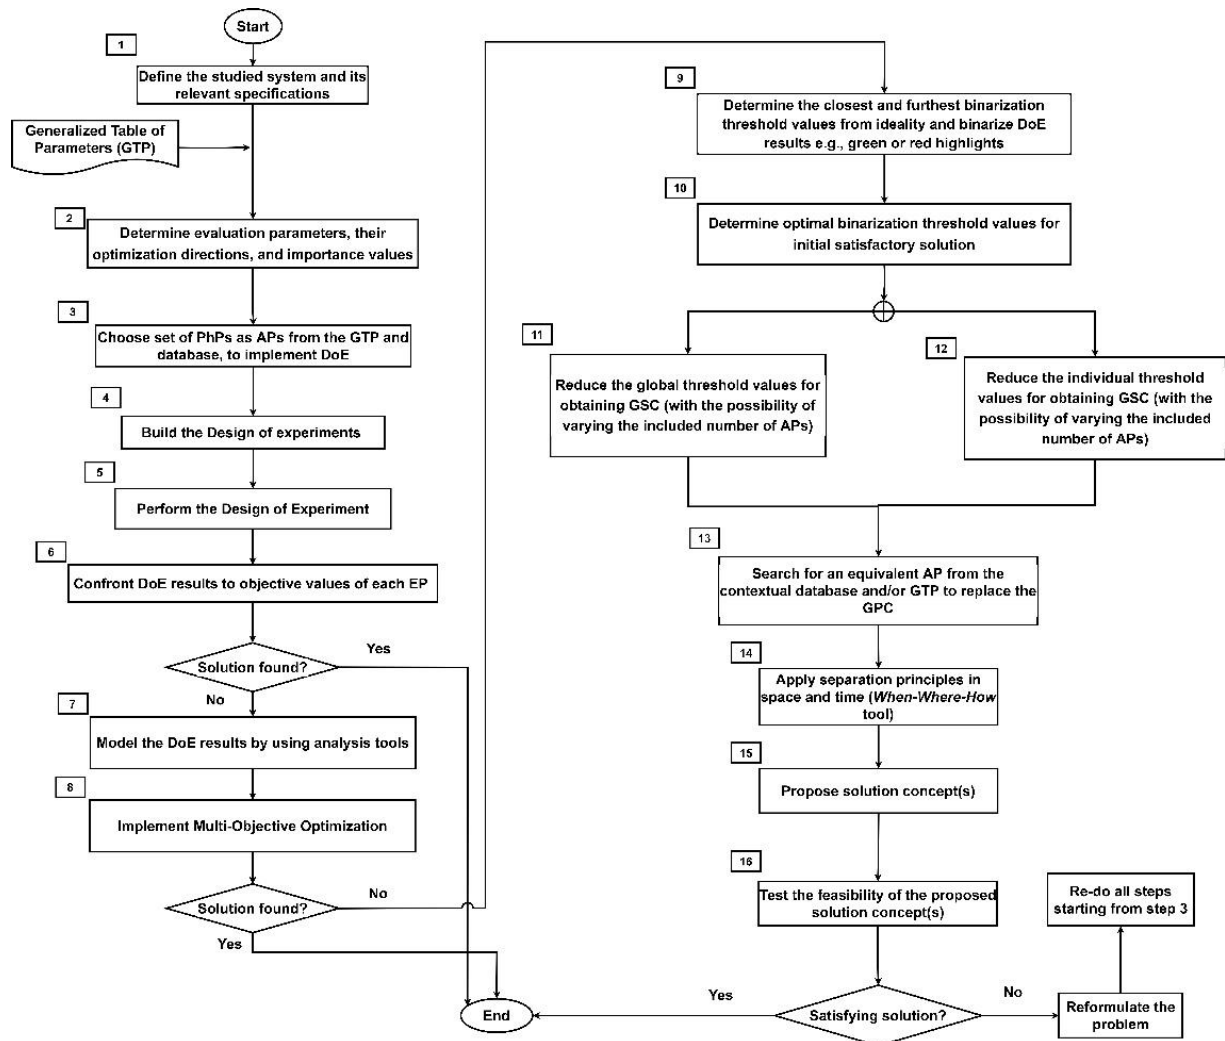 Start
1
Define the studied system and its
relevant specifications
Generalized Table of
Parameters (GTP)
2
Determine evaluation parameters, their
optimization directions, and importance values
3
Choose set of PhPs as APs from the GTP and
database, to implement DoE
4
Build the Design of experiments
5
Perform the Design of Experiment
6
Confront DoE results to objective values of each EP
Solution found?
Yes
No
7
Model the DoE results by using analysis tools
8
Implement Multi-Objective Optimization
Solution found?
No
Yes
End
9
Determine the closest and furthest binarization
threshold values from ideality and binarize DoE
results e.g., green or red highlights
10
Determine optimal binarization threshold values for
initial satisfactory solution
11
Reduce the global threshold values for
obtaining GSC (with the possibility of
varying the included number of APs)
12
Reduce the individual threshold
values for obtaining GSC (with the
possibility of varying the included
number of APs)
13
Search for an equivalent AP from the
contextual database and/or GTP to replace the
GPC
14
Apply separation principles in
space and time (When-Where-How
tool)
15
Propose solution concept(s)
16
Test the feasibility of the proposed
solution concept(s)
Satisfying solution?
Yes
No
Reformulate the
problem
Re-do all steps
starting from step 3